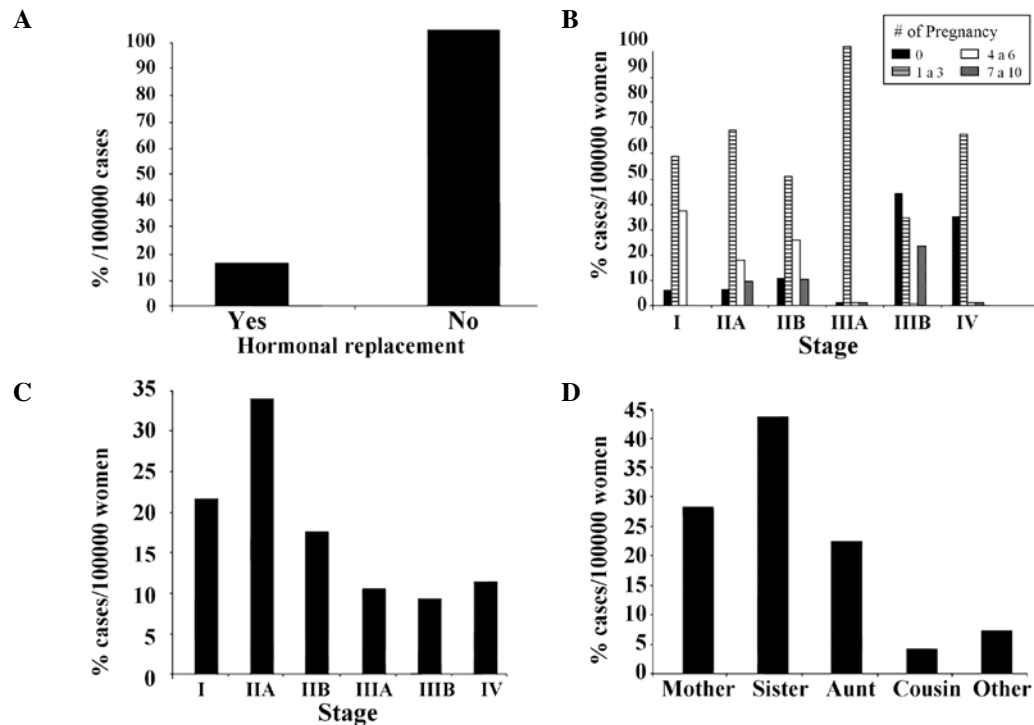 A
% /100000 cases
100
90
80
70
60
50
40
30
20
10
0
Yes No
Hormonal replacement
B
% cases/100000 women
100
90
80
70
60
50
40
30
20
10
0
# of Pregnancy
0 4 a 6
1 a 3 7 a 10
I IIA IIB IIIA IIIB IV
Stage
C
% cases/100000 women
35
30
25
20
15
10
5
0
I IIA IIB IIIA IIIB IV
Stage
D
% cases/100000 women
45
40
35
30
25
20
15
10
5
0
Mother Sister Aunt Cousin Other